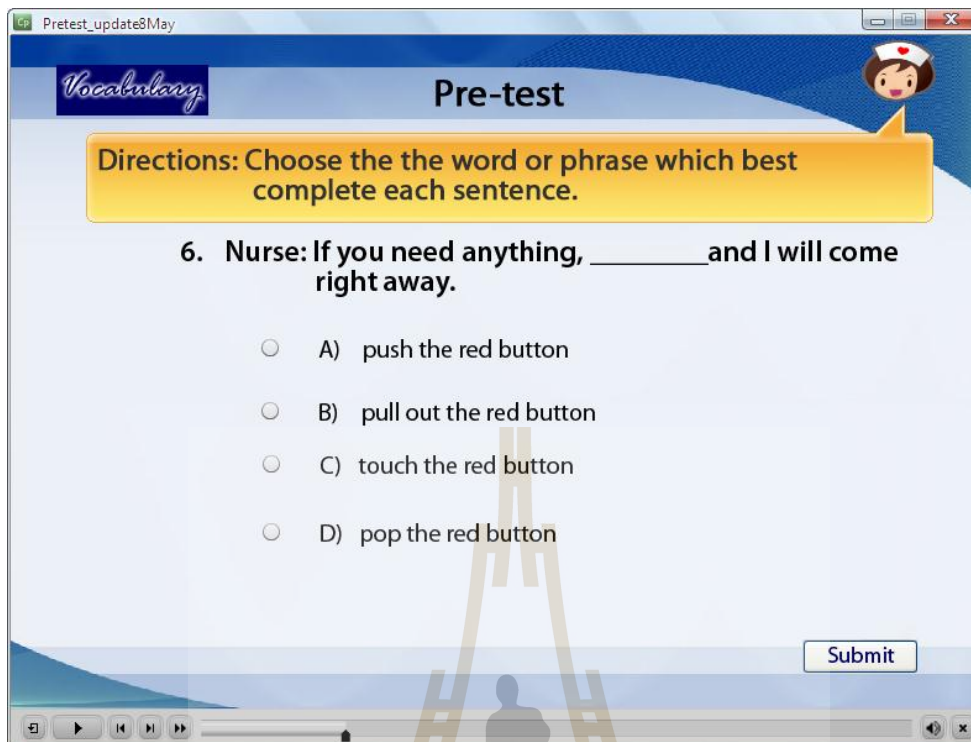 Pretest_update8May
Vocabulary
Pre-test
Directions: Choose the the word or phrase which best
complete each sentence.
6. Nurse: If you need anything, ________and I will come
right away.
A) push the red button
B) pull out the red button
C) touch the red button
D) pop the red button
Submit